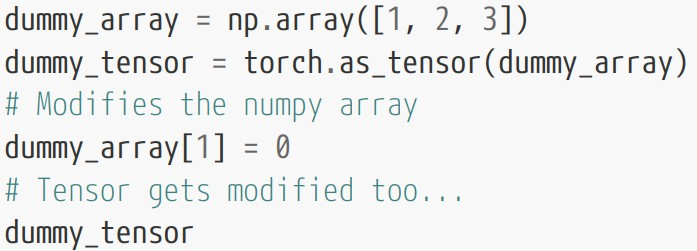 dummy_array = np.array([1, 2, 3])
dummy_tensor = torch.as_tensor(dummy_array)
# Modifies the numpy array
dummy_array[1] = 0
# Tensor gets modified too...
dummy_tensor